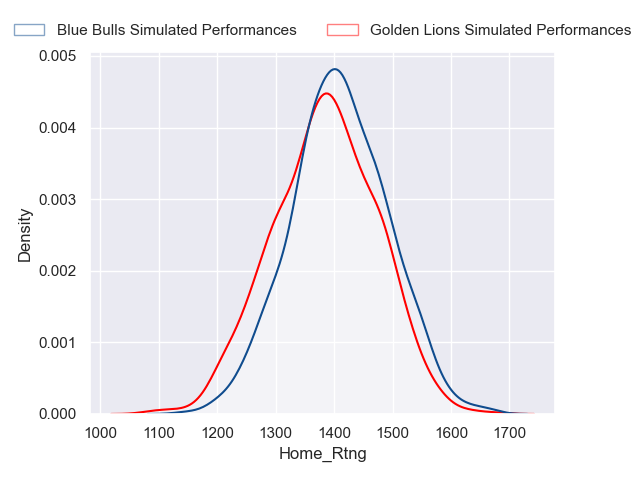 Blue Bulls Simulated Performances Golden Lions Simulated Performances
0.005
0.004
0.003
0.002
0.001
0.000
Density
1000 1100 1200 1300 1400 1500 1600 1700
Home_Rtng